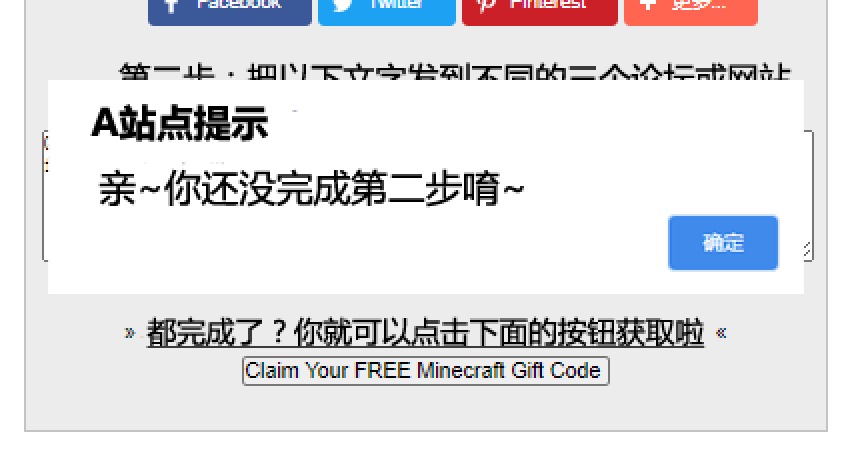 Facebook Twitter Pinterest 更多...
第二步：把以下文字发到不同的三个论坛或网站
A站点提示
亲~你还没完成第二步唷~
确定
» 都完成了？你就可以点击下面的按钮获取啦 «
Claim Your FREE Minecraft Gift Code